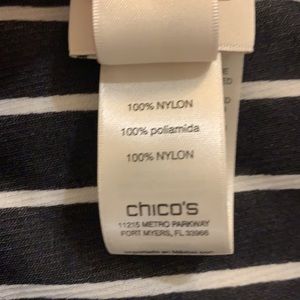 100% NYLON
100% poliamida
100% NYLON
chico's
11215 METRO PARKWAY
FORT MYERS, FL 33966